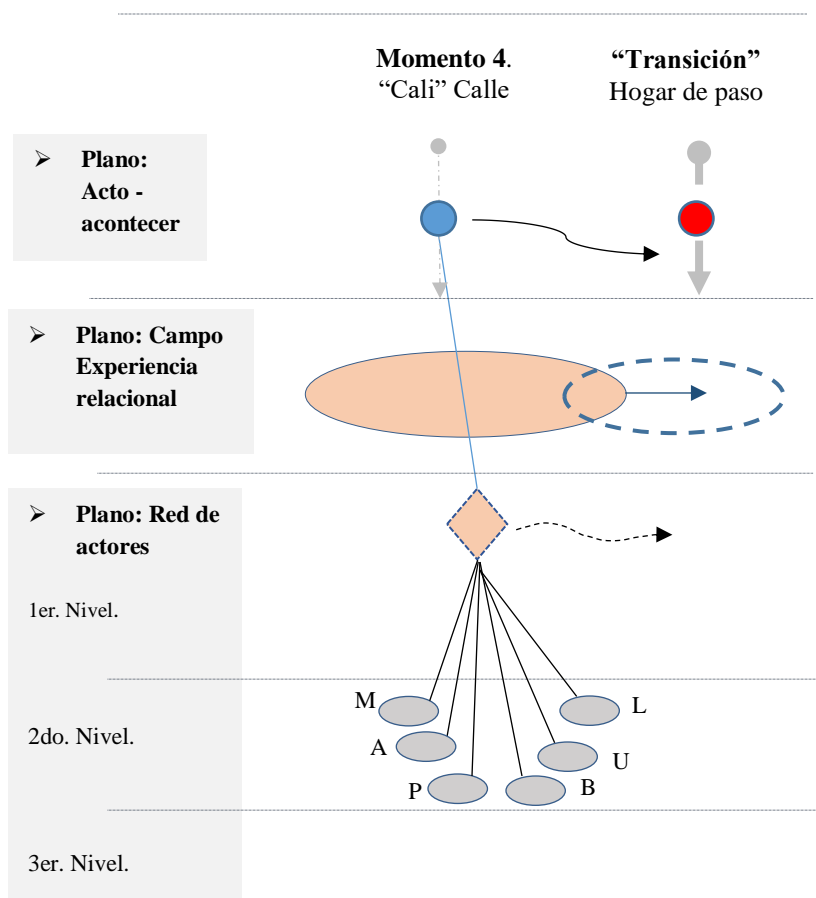 Momento 4.
“Cali” Calle
“Transición”
Hogar de paso
➢ Plano:
Acto -
acontecer
➢ Plano: Campo
Experiencia
relacional
➢ Plano: Red de
actores
1er. Nivel.
M
L
2do. Nivel.
A
U
P
B
3er. Nivel.